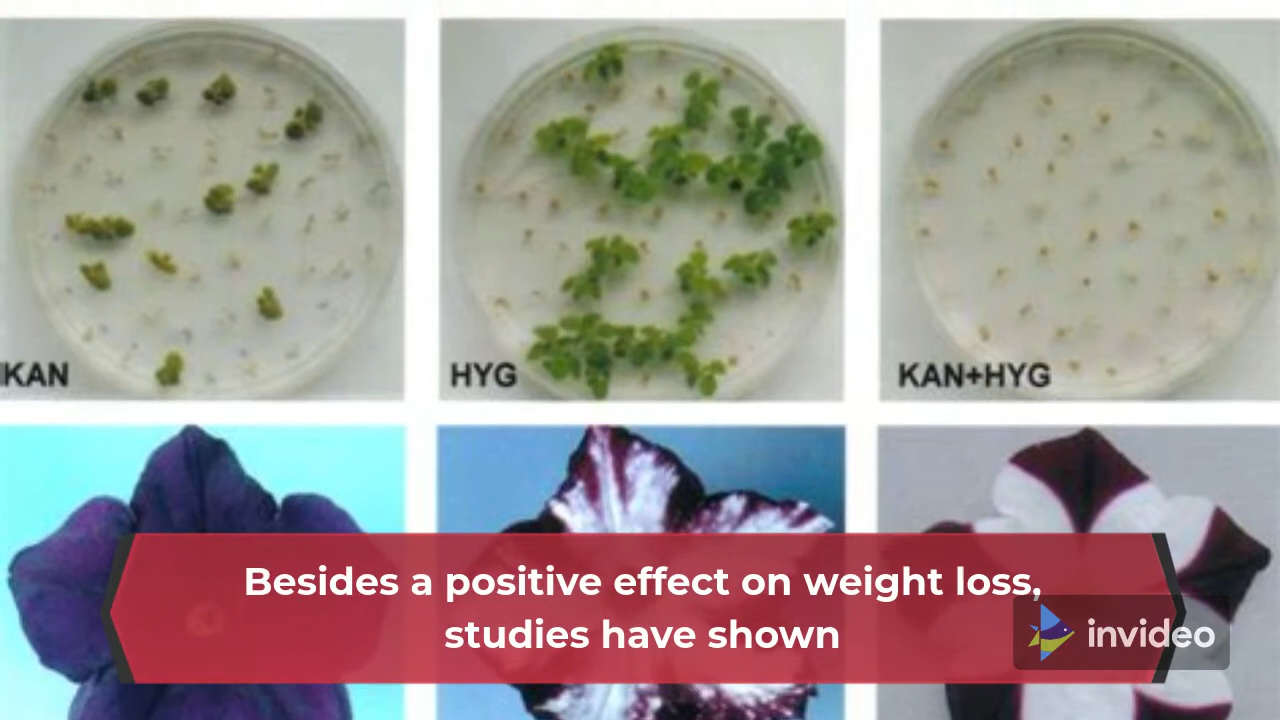 KAN
HYG
KAN+HYG
Besides a positive effect on weight loss,
studies have shown
invideo